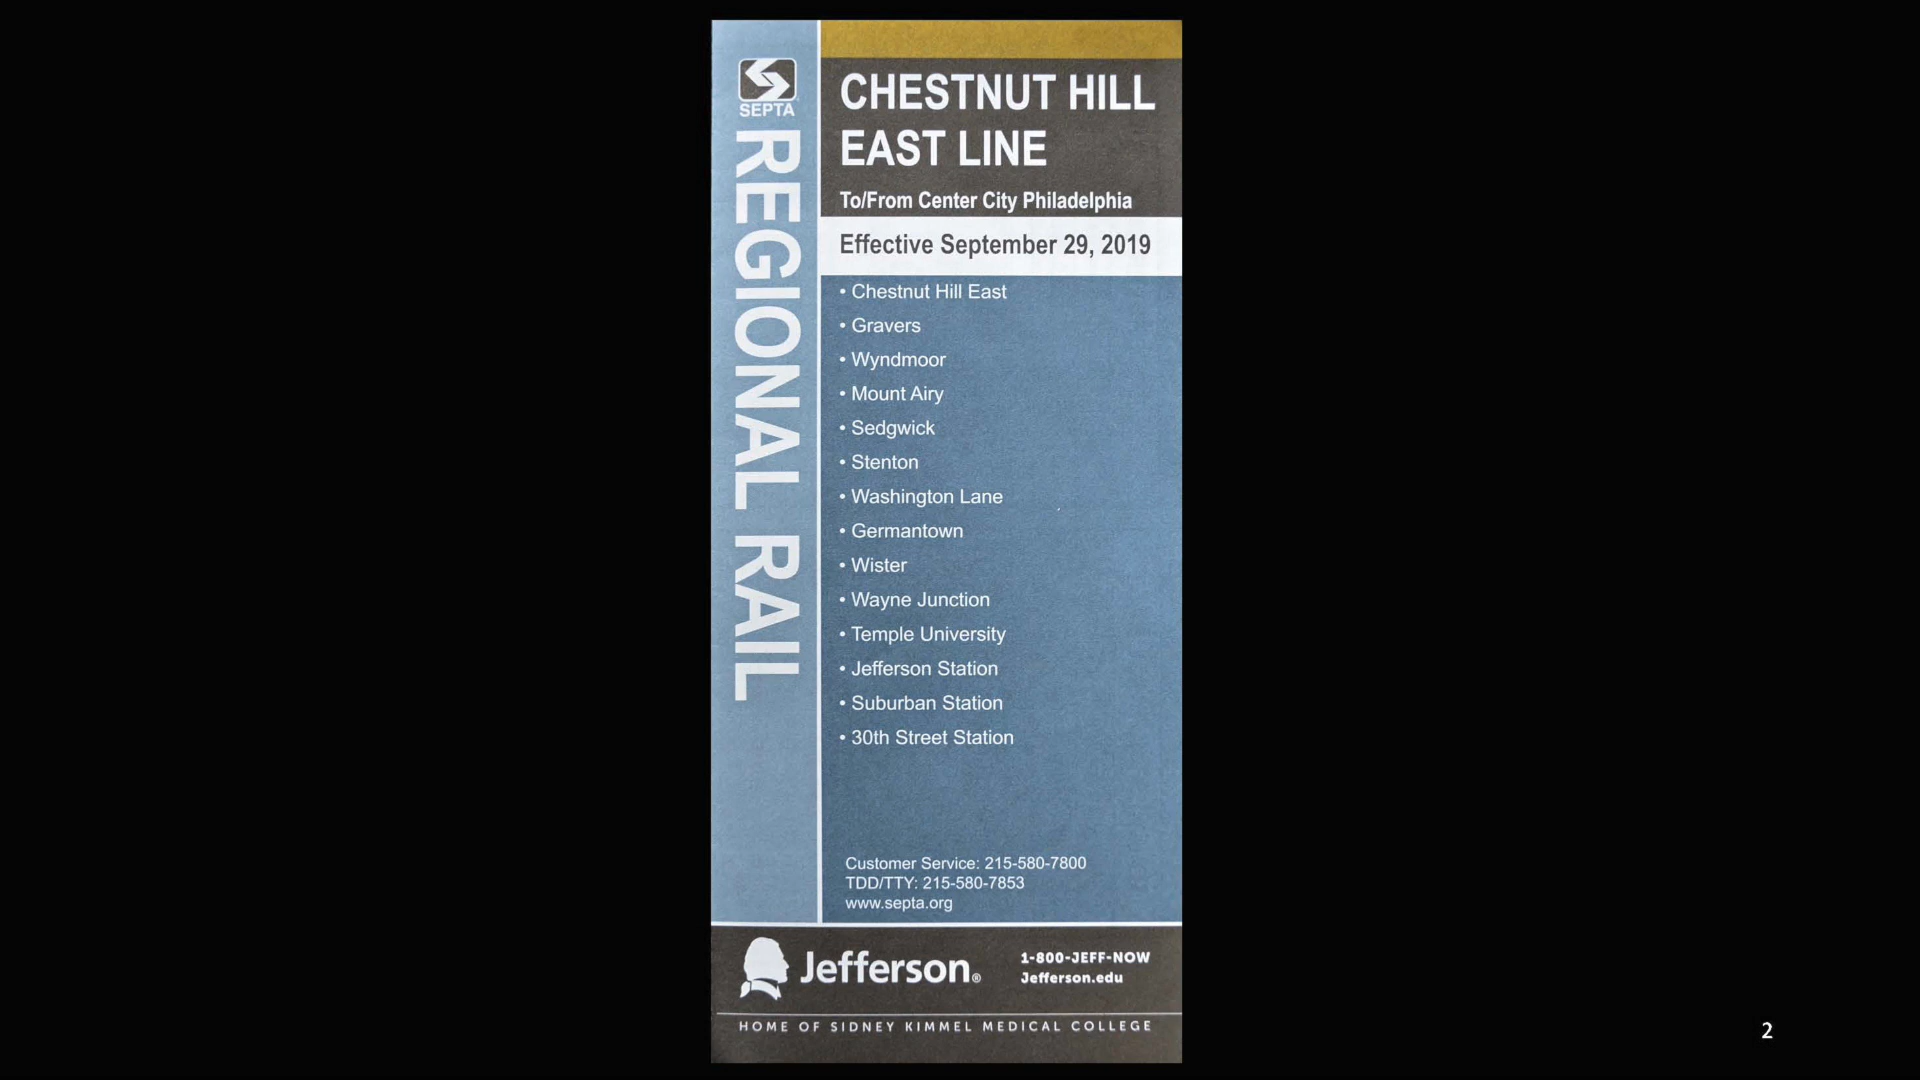 SEPTA
REGIONAL RAIL
CHESTNUT HILL
EAST LINE
To/From Center City Philadelphia
Effective September 29, 2019
• Chestnut Hill East
• Gravers
• Wyndmoor
• Mount Airy
• Sedgwick
• Stenton
• Washington Lane
• Germantown
• Wister
• Wayne Junction
• Temple University
• Jefferson Station
• Suburban Station
• 30th Street Station
Customer Service: 215-580-7800
TDD/TTY: 215-580-7853
www.septa.org
Jefferson®
1-800-JEFF-NOW
Jefferson.edu
HOME OF SIDNEY KIMMEL MEDICAL COLLEGE
2